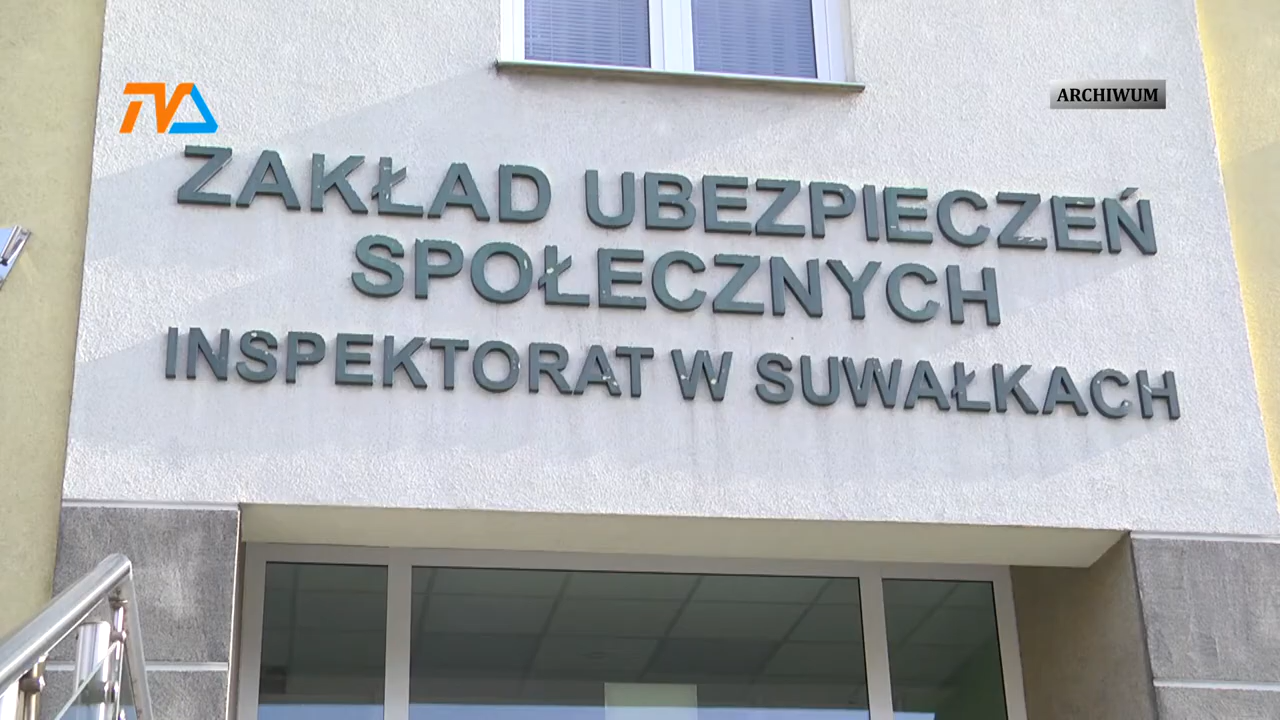 TVS
ARCHIWUM
ZAKŁAD UBEZPIECZEŃ
SPOŁECZNYCH
INSPEKTORAT W SUWAŁKACH